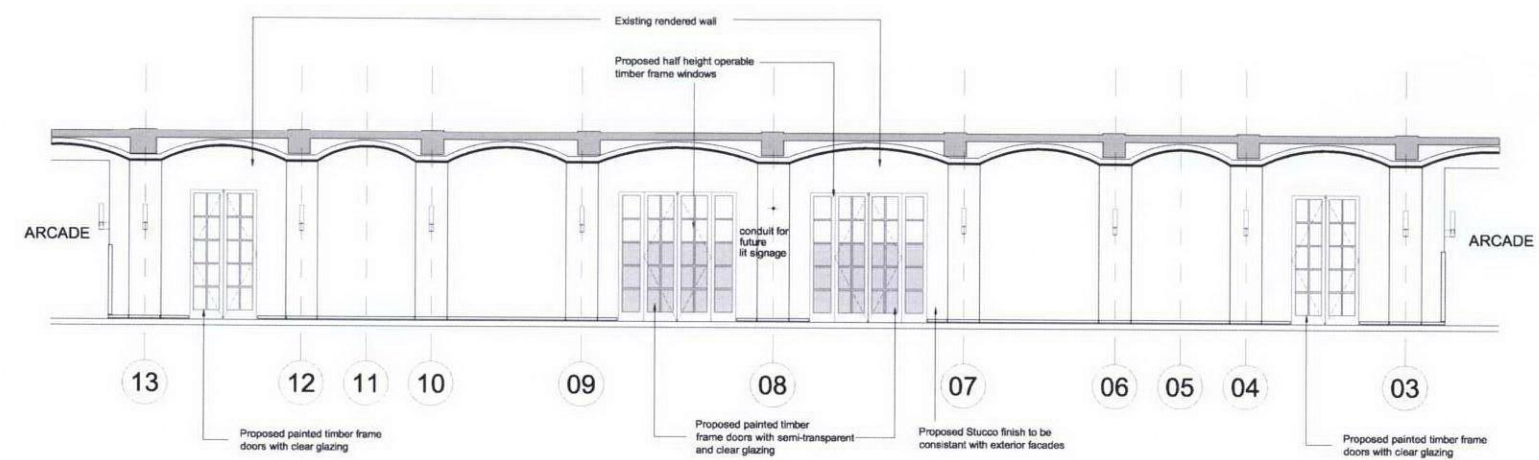 Existing rendered wall
Proposed half height operable
timber frame windows
ARCADE
conduit for
future
lit signage
ARCADE
13
12
11
10
09
08
07
06
05
04
03
Proposed painted timber frame
doors with clear glazing
Proposed painted timber
frame doors with semi-transparent
and clear glazing
Proposed Stucco finish to be
consistant with exterior facades
Proposed painted timber frame
doors with clear glazing